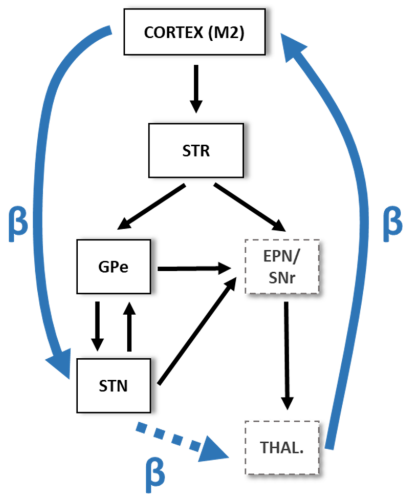 CORTEX (M2)
STR
β
β
GPe
EPN/
SNr
STN
THAL.
β